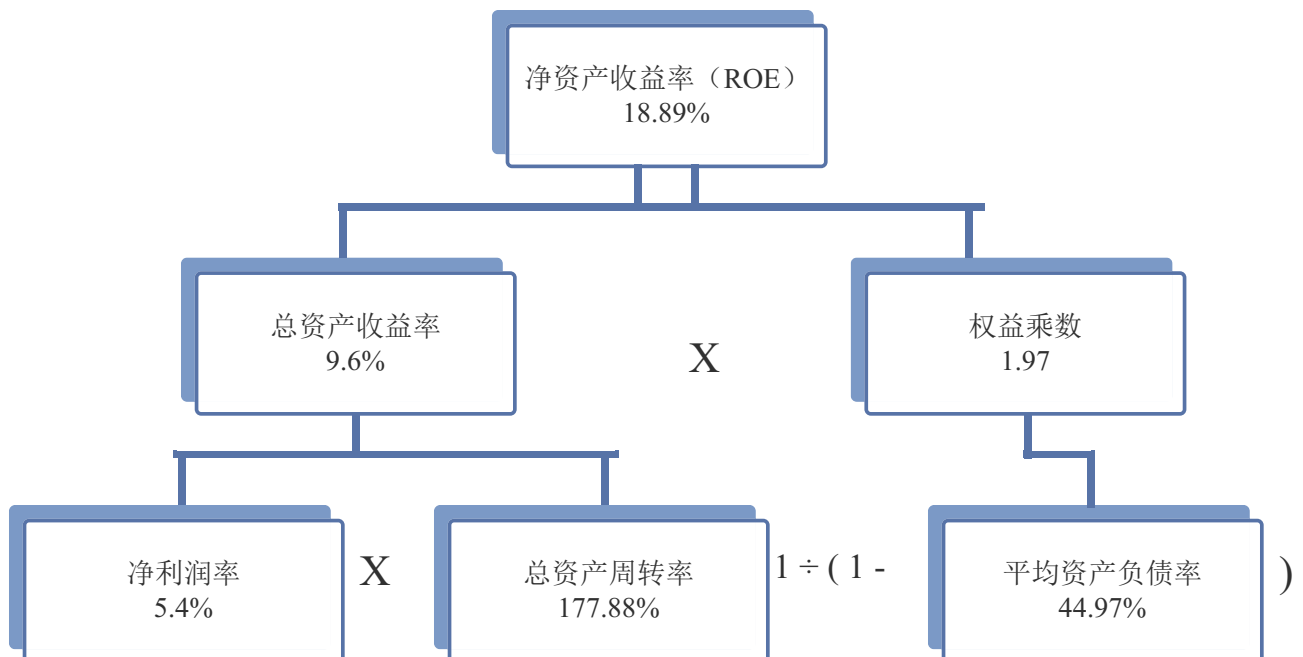 净资产收益率（ROE）
18.89%
总资产收益率
9.6%
X
权益乘数
1.97
净利润率
5.4%
X
总资产周转率
177.88%
1 ÷ ( 1 -
平均资产负债率
44.97%
)